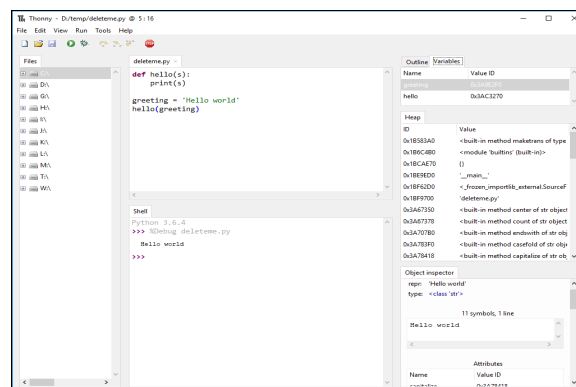 Thonny - D:/temp/deleteme.py @ 5 : 16
File Edit View Run Tools Help
Files
D:\
G:\
H:\
I:\
J:\
K:\
L:\
M:\
T:\
W:\
deleteme.py ×
def hello(s):
print(s)
greeting = 'Hello world'
hello(greeting)
Shell
Python 3.6.4
>>> %Debug deleteme.py
Hello world
>>>
Outline Variables
Name Value ID
greeting
hello 0x3AC3270
Heap
ID Value
0x1B583A0 <built-in method maketrans of type
0x1B6C4B0 <module 'builtins' (built-in)>
0x1BCAE70 {}
0x1BE9ED0 '__main__'
0x1BF62D0 <_frozen_importlib_external.SourceF
0x1BF9700 'deleteme.py'
0x3A67350 <built-in method center of str object
0x3A67378 <built-in method count of str object
0x3A707B0 <built-in method endswith of str obje
0x3A783F0 <built-in method casefold of str obje
0x3A78418 <built-in method capitalize of str ob
Object inspector
repr: 'Hello world'
type: <class 'str'>
11 symbols, 1 line
Hello world
Attributes
Name Value ID
capitalize 0x3A78418